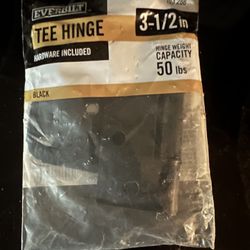 EVERBILT
TEE HINGE
HARDWARE INCLUDED
3-1/2 in
HINGE WEIGHT
CAPACITY
50 lbs
BLACK